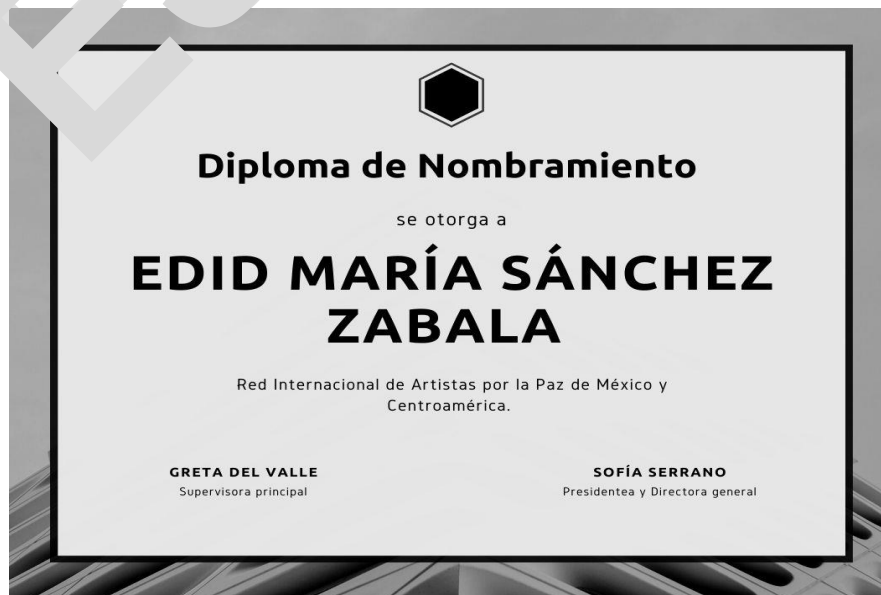 Diploma de Nombramiento
se otorga a
EDID MARÍA SÁNCHEZ
ZABALA
Red Internacional de Artistas por la Paz de México y
Centroamérica.
GRETA DEL VALLE
Supervisora principal
SOFÍA SERRANO
Presidentea y Directora general